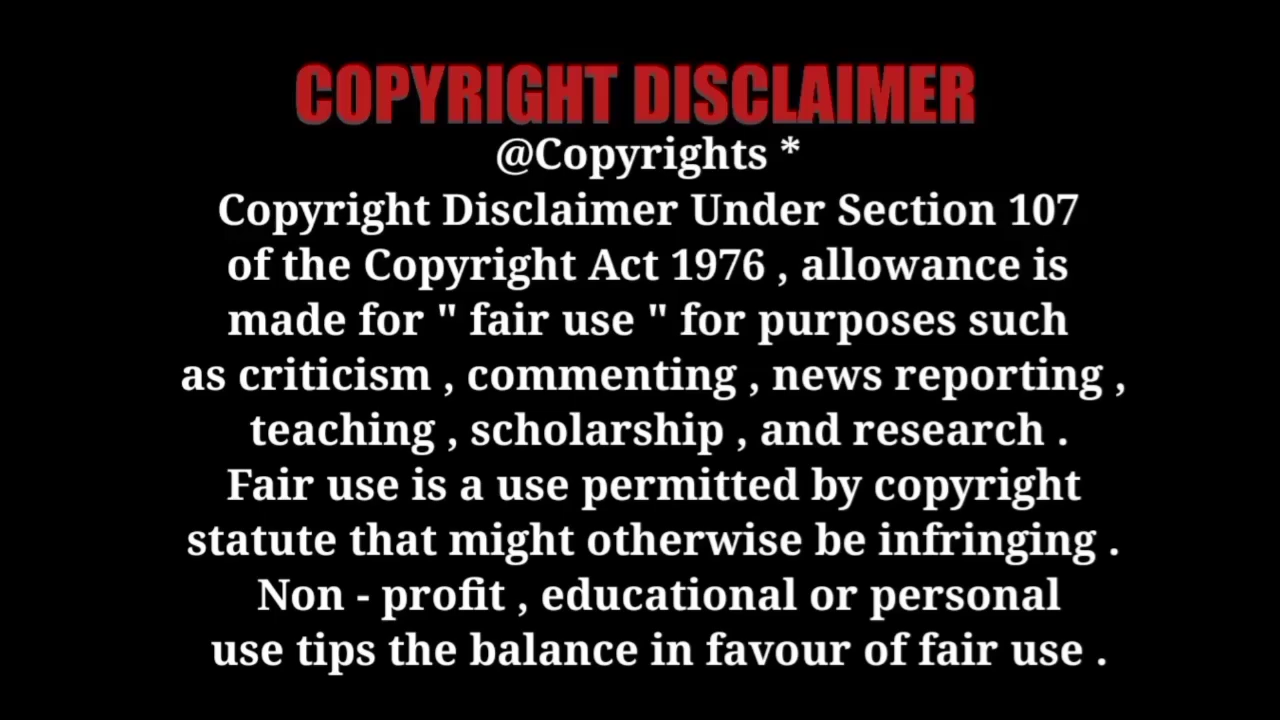 COPYRIGHT DISCLAIMER
@Copyrights *
Copyright Disclaimer Under Section 107
of the Copyright Act 1976 , allowance is
made for " fair use " for purposes such
as criticism , commenting , news reporting ,
teaching , scholarship , and research .
Fair use is a use permitted by copyright
statute that might otherwise be infringing .
Non - profit , educational or personal
use tips the balance in favour of fair use .